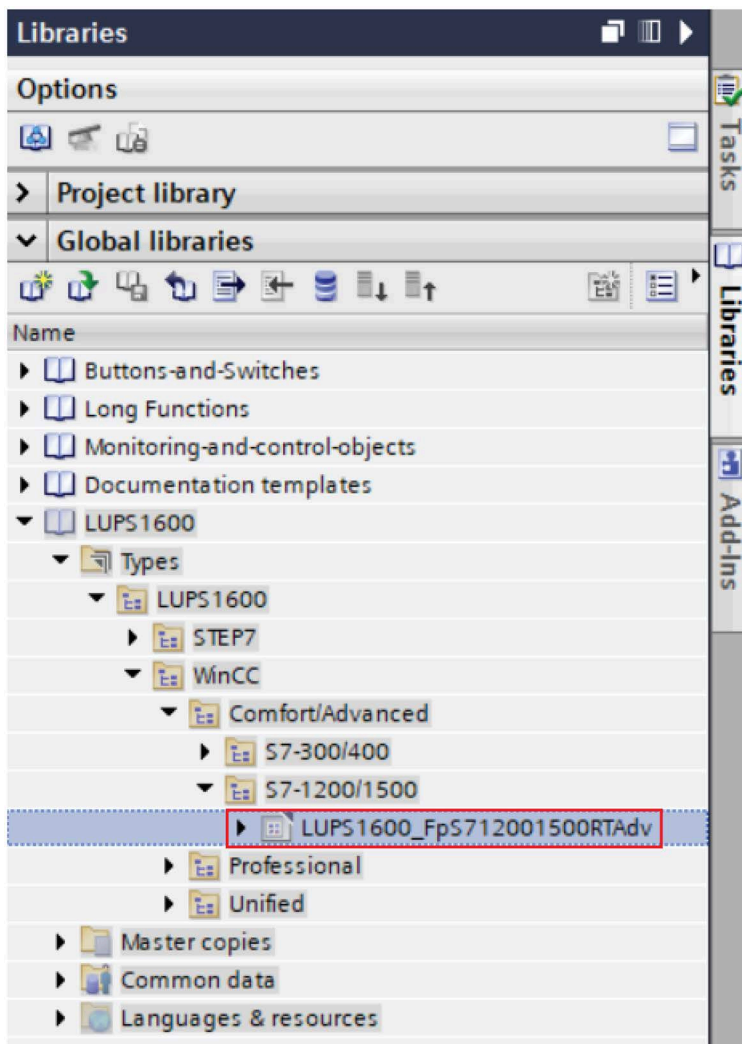 Libraries
Options
Project library
Global libraries
Name
Buttons-and-Switches
Long Functions
Monitoring-and-control-objects
Documentation templates
LUPS1600
Types
LUPS1600
STEP7
WinCC
Comfort/Advanced
S7-300/400
S7-1200/1500
LUPS1600_FpS712001500RTAdv
Professional
Unified
Master copies
Common data
Languages & resources
Tasks
Libraries
Add-Ins